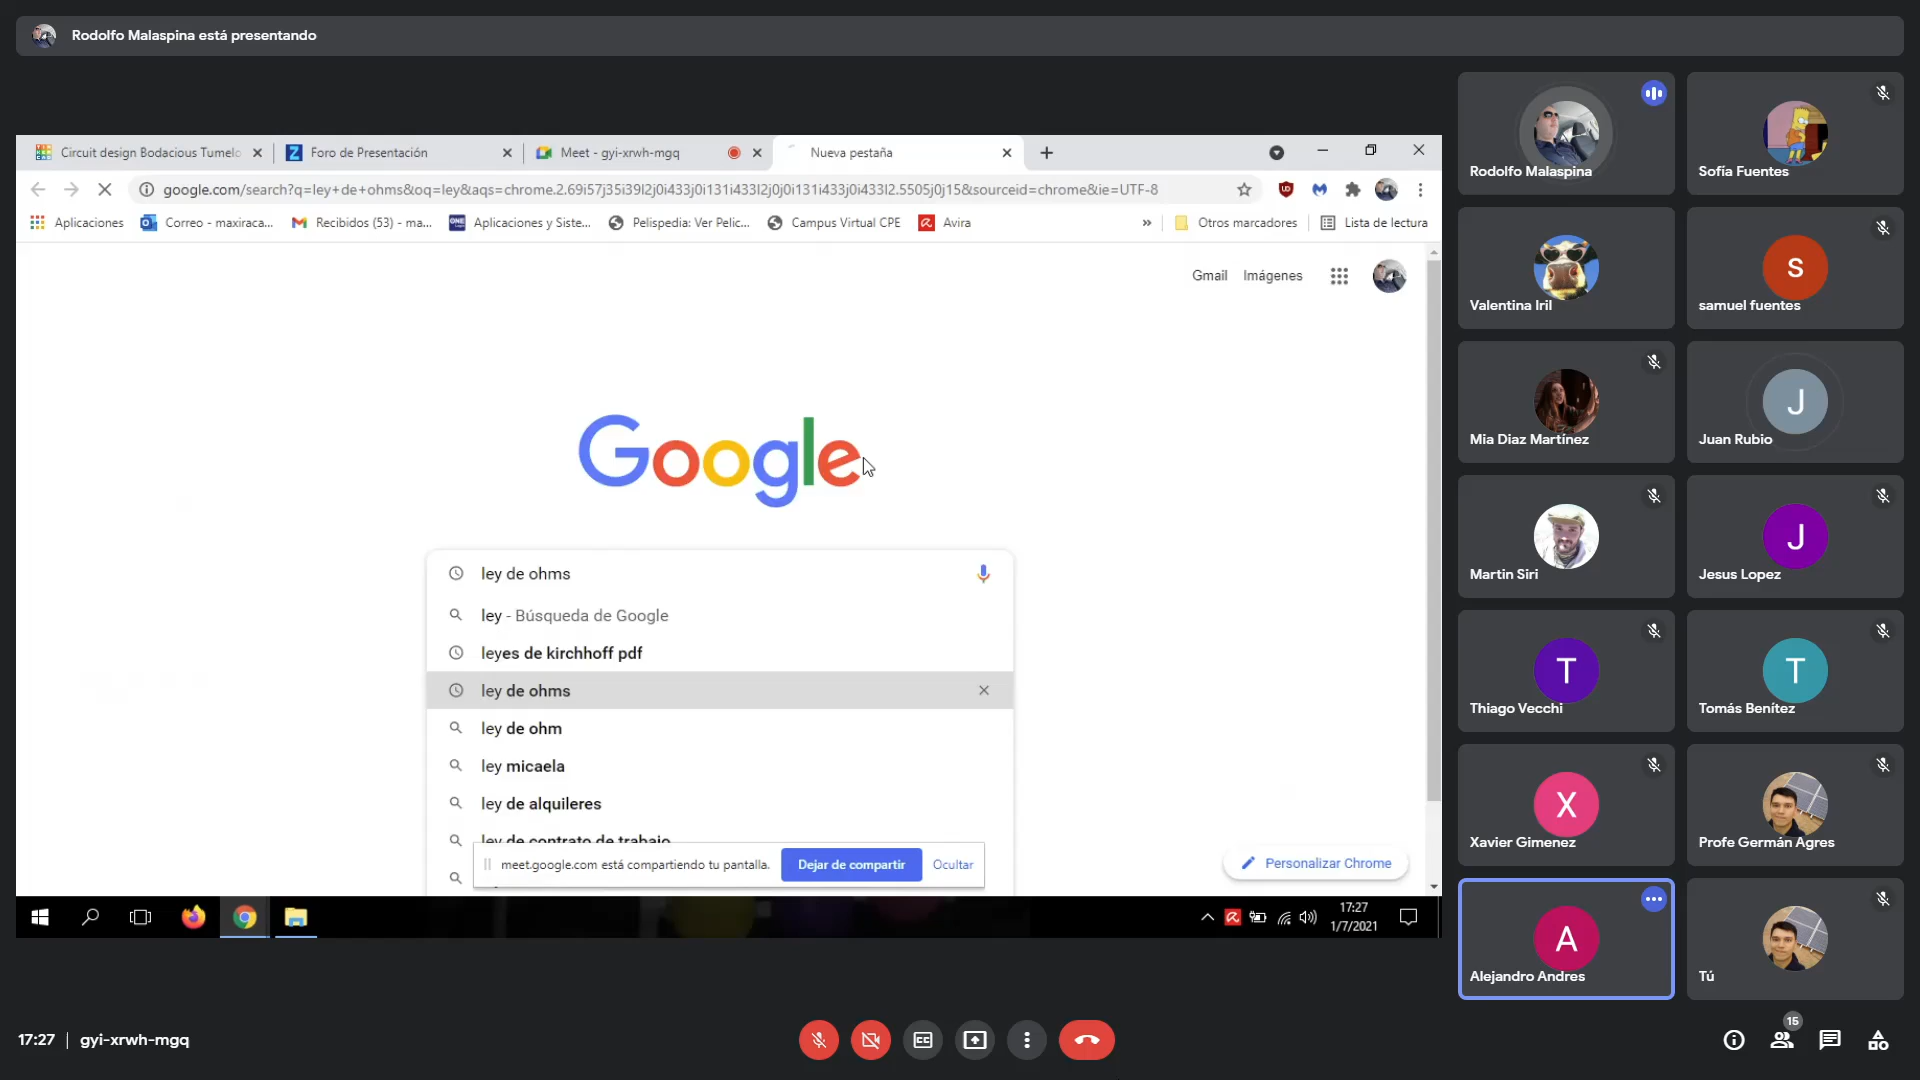 Rodolfo Malaspina está presentando
Circuit design Bodacious Tumelo
Foro de Presentación
Meet - gyi-xrwh-mgq
Nueva pestaña
google.com/search?q=ley+de+ohms&oq=ley&aqs=chrome.2.69i57j35i39l2j0i433j0i131i433l2j0j0i131i433j0i433l2.5505j0j15&sourceid=chrome&ie=UTF-8
Aplicaciones
Correo - maxiraca...
Recibidos (53) - ma...
Aplicaciones y Siste...
Pelispedia: Ver Pelic...
Campus Virtual CPE
Avira
»
Otros marcadores
Lista de lectura
Gmail
Imágenes
Google
ley de ohms
ley - Búsqueda de Google
leyes de kirchhoff pdf
ley de ohms
ley de ohm
ley micaela
ley de alquileres
ley de contrato de trabajo
meet.google.com está compartiendo tu pantalla.
Dejar de compartir
Ocultar
Personalizar Chrome
17:27
1/7/2021
Rodolfo Malaspina
Sofía Fuentes
Valentina Iril
S
samuel fuentes
Mia Diaz Martínez
J
Juan Rubio
Martin Siri
J
Jesus Lopez
T
Thiago Vecchi
T
Tomás Benítez
X
Xavier Gimenez
Profe Germán Agres
A
Alejandro Andres
Tú
17:27 | gyi-xrwh-mgq
15